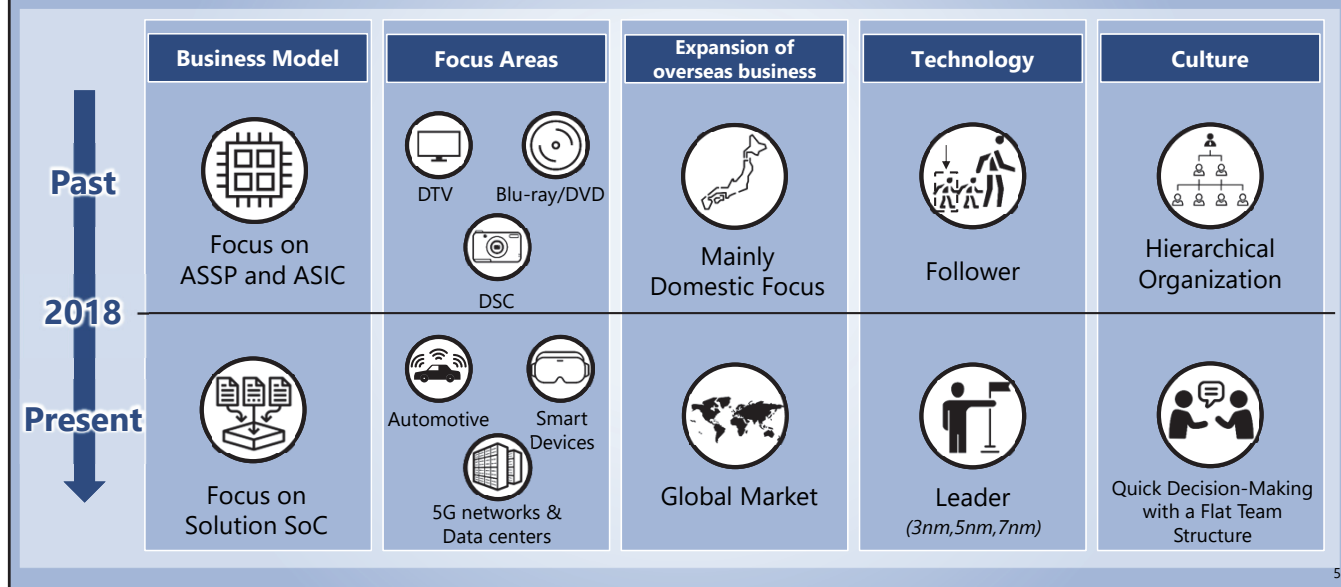 Business Model
Focus Areas
Expansion of
overseas business
Technology
Culture
Past
Focus on
ASSP and ASIC
DTV
Blu-ray/DVD
DSC
Mainly
Domestic Focus
Follower
Hierarchical
Organization
2018
Present
Focus on
Solution SoC
Automotive
Smart
Devices
5G networks &
Data centers
Global Market
Leader
(3nm,5nm,7nm)
Quick Decision-Making
with a Flat Team
Structure
5